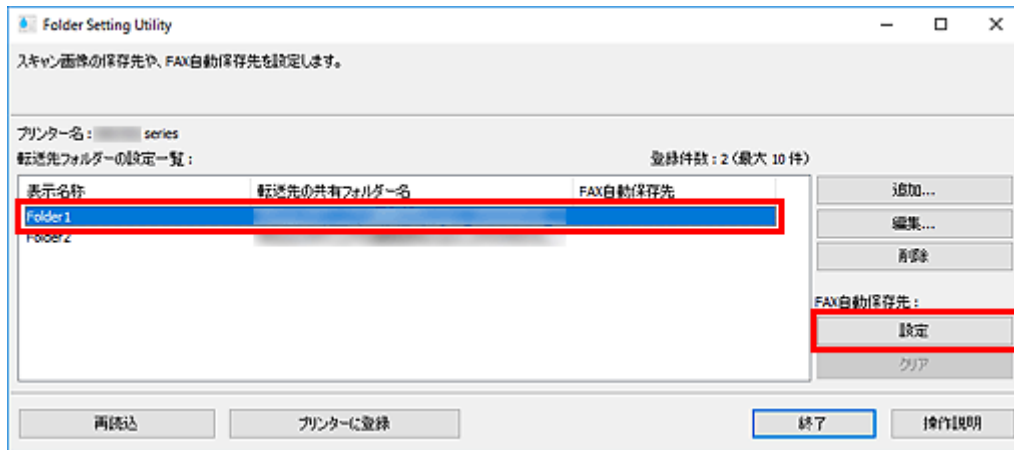 Folder Setting Utility
スキャン画像の保存先や、FAX自動保存先を設定します。
プリンター名: series
転送先フォルダーの設定一覧:
登録件数:2(最大 10 件)
表示名称 転送先の共有フォルダー名 FAX自動保存先
Folder1
Folder2
追加...
編集...
削除
FAX自動保存先:
設定
クリア
再読込 プリンターに登録 終了 操作説明